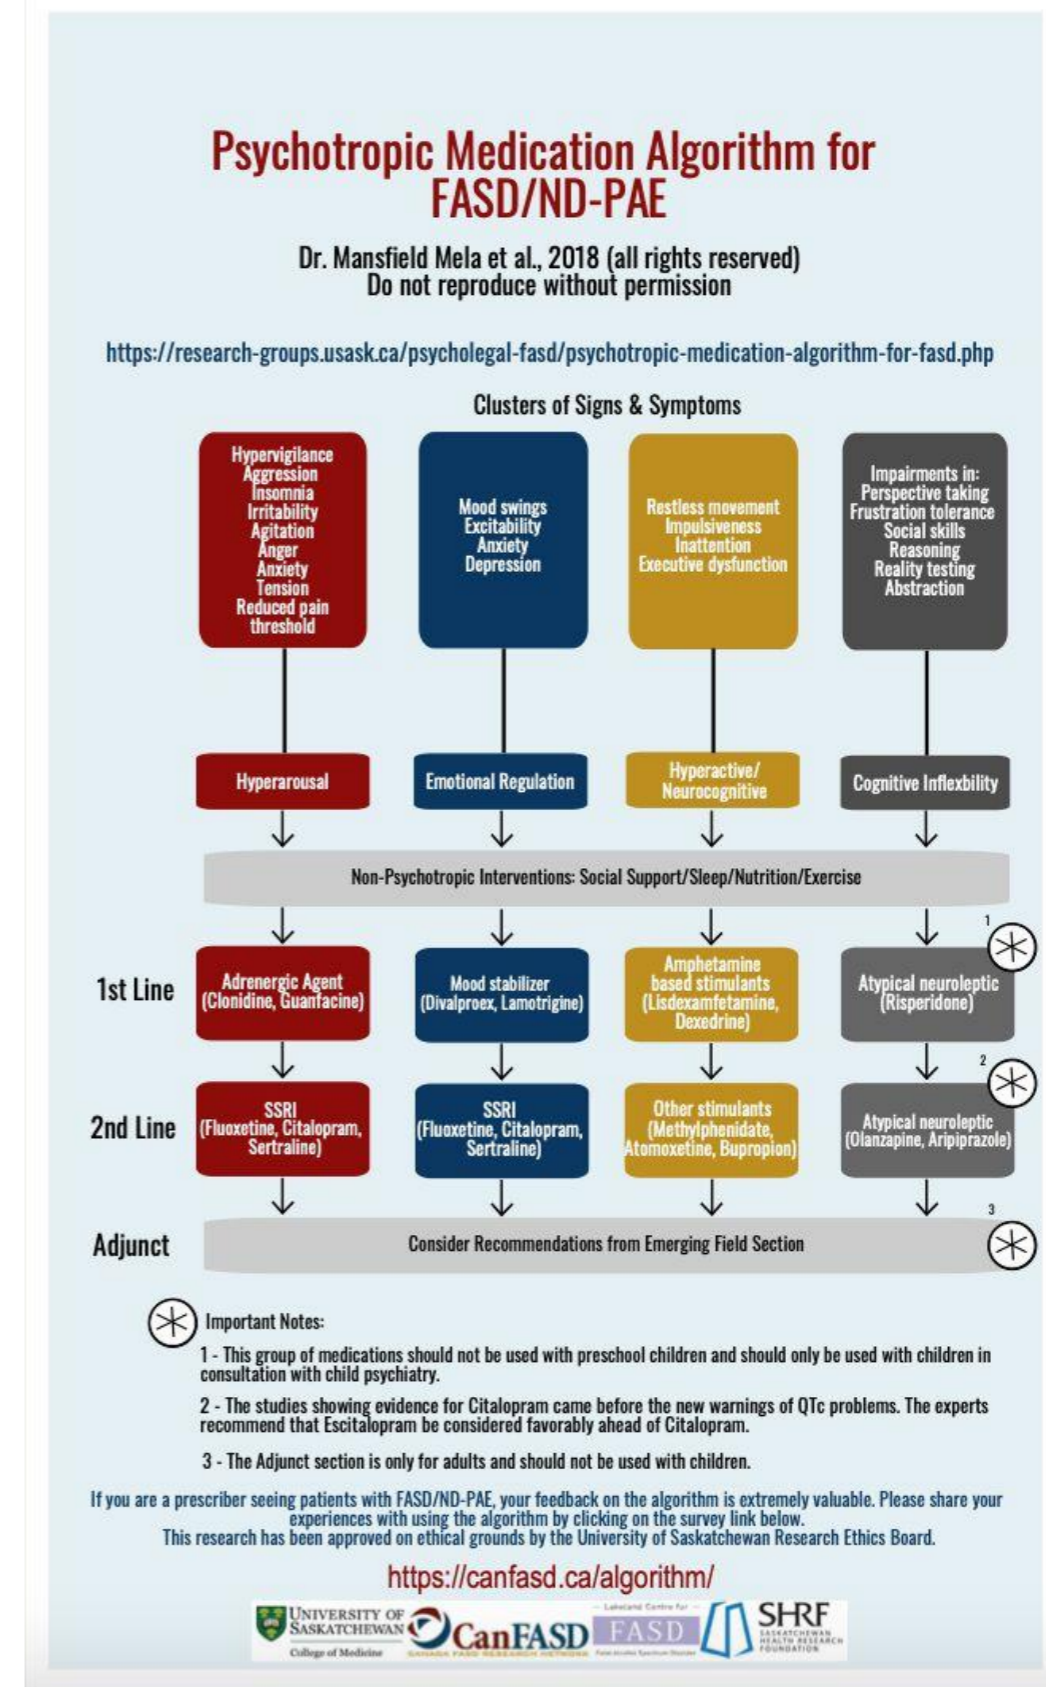 Psychotropic Medication Algorithm for
FASD/ND-PAE
Dr. Mansfield Mela et al., 2018 (all rights reserved)
Do not reproduce without permission
https://research-groups.usask.ca/psycholegal-fasd/psychotropic-medication-algorithm-for-fasd.php
Clusters of Signs & Symptoms
Hypervigilance
Aggression
Insomnia
Irritability
Agitation
Anger
Anxiety
Tension
Reduced pain
threshold
Mood swings
Excitability
Anxiety
Depression
Restless movement
Impulsiveness
Inattention
Executive dysfunction
Impairments in:
Perspective taking
Frustration tolerance
Social skills
Reasoning
Reality testing
Abstraction
Hyperarousal
Emotional Regulation
Hyperactive/
Neurocognitive
Cognitive Inflexbility
Non-Psychotropic Interventions: Social Support/Sleep/Nutrition/Exercise
1st Line
Adrenergic Agent
(Clonidine, Guanfacine)
Mood stabilizer
(Divalproex, Lamotrigine)
Amphetamine
based stimulants
(Lisdexamfetamine,
Dexedrine)
1
Atypical neuroleptic
(Risperidone)
2nd Line
SSRI
(Fluoxetine, Citalopram,
Sertraline)
SSRI
(Fluoxetine, Citalopram,
Sertraline)
Other stimulants
(Methylphenidate,
Atomoxetine, Bupropion)
2
Atypical neuroleptic
(Olanzapine, Aripiprazole)
Adjunct
Consider Recommendations from Emerging Field Section
3
Important Notes:
1 - This group of medications should not be used with preschool children and should only be used with children in
consultation with child psychiatry.
2 - The studies showing evidence for Citalopram came before the new warnings of QTc problems. The experts
recommend that Escitalopram be considered favorably ahead of Citalopram.
3 - The Adjunct section is only for adults and should not be used with children.
If you are a prescriber seeing patients with FASD/ND-PAE, your feedback on the algorithm is extremely valuable. Please share your
experiences with using the algorithm by clicking on the survey link below.
This research has been approved on ethical grounds by the University of Saskatchewan Research Ethics Board.
https://canfasd.ca/algorithm/
UNIVERSITY OF
SASKATCHEWAN
College of Medicine
CanFASD
CANADA FASD RESEARCH NETWORK
Lakeland Centre for
FASD
Fetal Alcohol Spectrum Disorder
SHRF
SASKATCHEWAN
HEALTH RESEARCH
FOUNDATION